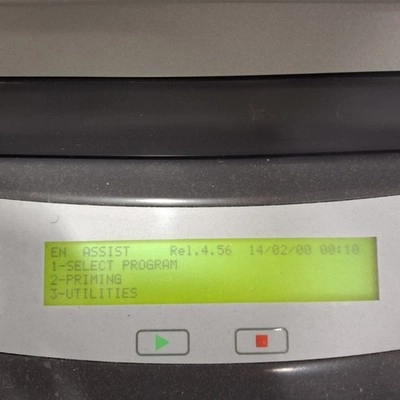 EN ASSIST Rel.4.56 14/02/00 00:10
1-SELECT PROGRAM
2-PRIMING
3-UTILITIES